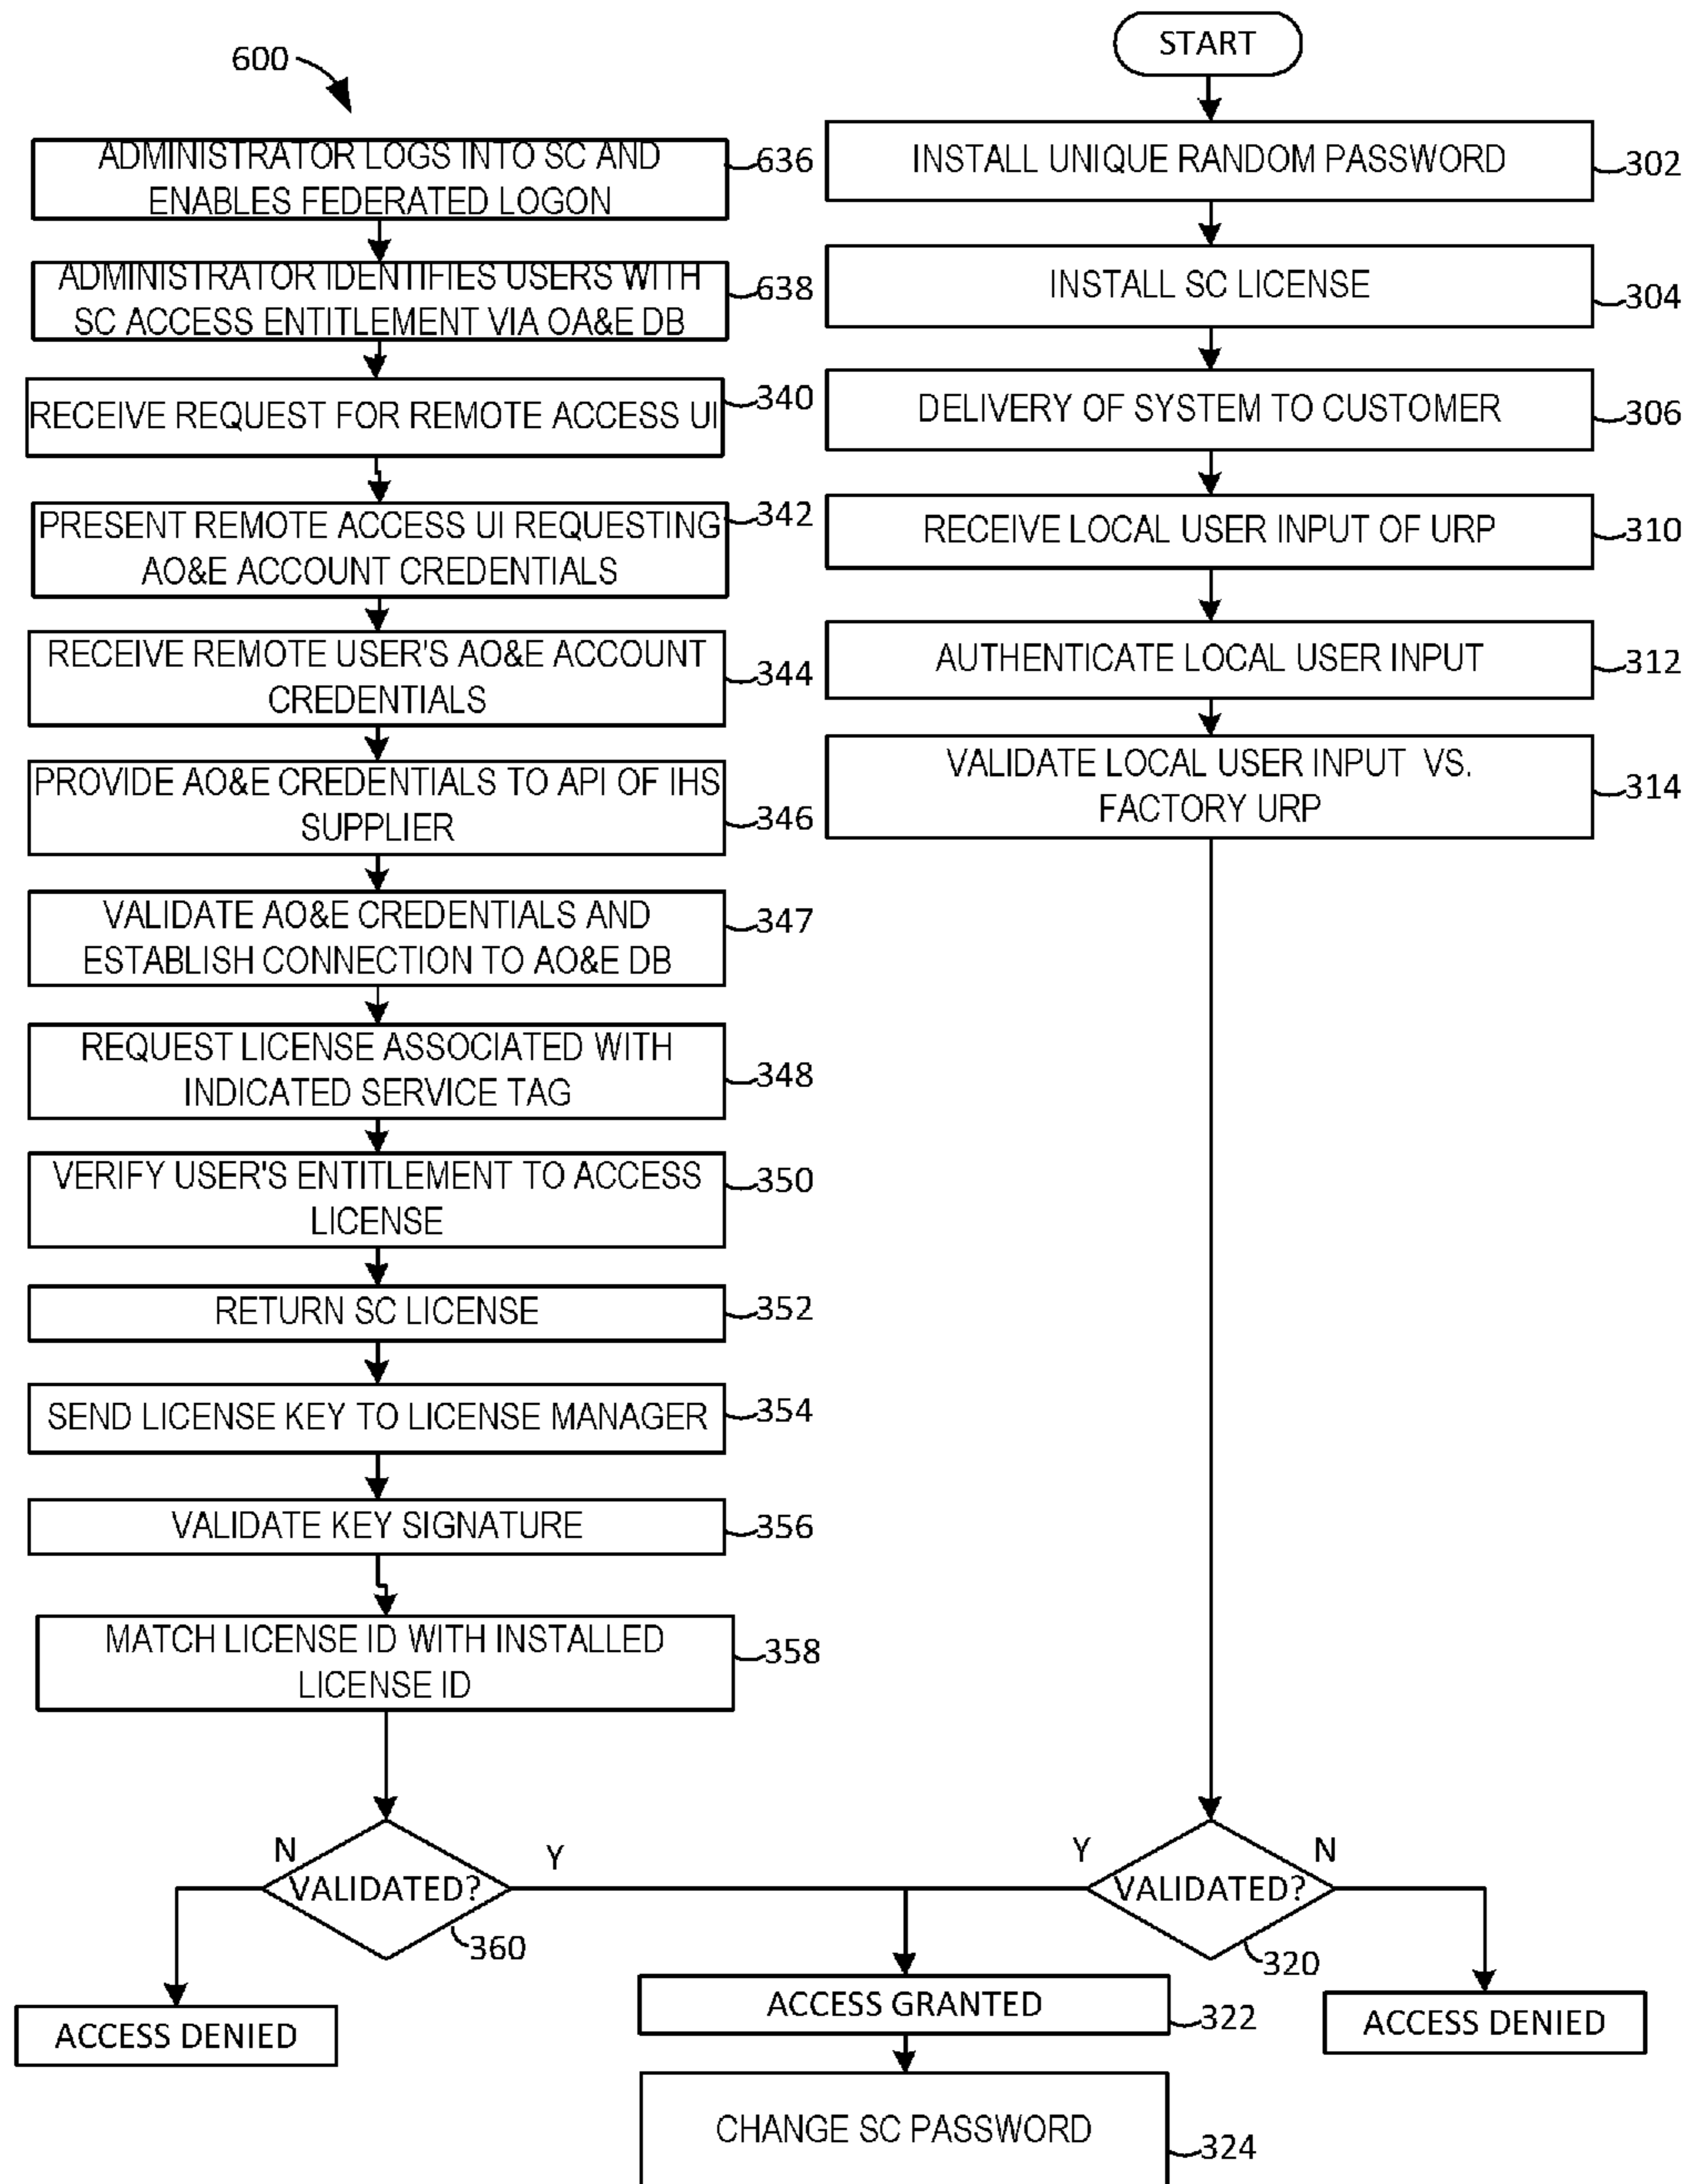 600
ADMINISTRATOR LOGS INTO SC AND
ENABLES FEDERATED LOGON
636
ADMINISTRATOR IDENTIFIES USERS WITH
SC ACCESS ENTITLEMENT VIA OA&E DB
638
RECEIVE REQUEST FOR REMOTE ACCESS UI
340
PRESENT REMOTE ACCESS UI REQUESTING
AO&E ACCOUNT CREDENTIALS
342
RECEIVE REMOTE USER'S AO&E ACCOUNT
CREDENTIALS
344
PROVIDE AO&E CREDENTIALS TO API OF IHS
SUPPLIER
346
VALIDATE AO&E CREDENTIALS AND
ESTABLISH CONNECTION TO AO&E DB
347
REQUEST LICENSE ASSOCIATED WITH
INDICATED SERVICE TAG
348
VERIFY USER'S ENTITLEMENT TO ACCESS
LICENSE
350
RETURN SC LICENSE
352
SEND LICENSE KEY TO LICENSE MANAGER
354
VALIDATE KEY SIGNATURE
356
MATCH LICENSE ID WITH INSTALLED
LICENSE ID
358
N
VALIDATED?
Y
360
ACCESS DENIED
START
INSTALL UNIQUE RANDOM PASSWORD
302
INSTALL SC LICENSE
304
DELIVERY OF SYSTEM TO CUSTOMER
306
RECEIVE LOCAL USER INPUT OF URP
310
AUTHENTICATE LOCAL USER INPUT
312
VALIDATE LOCAL USER INPUT VS.
FACTORY URP
314
Y
VALIDATED?
N
320
ACCESS DENIED
ACCESS GRANTED
322
CHANGE SC PASSWORD
324